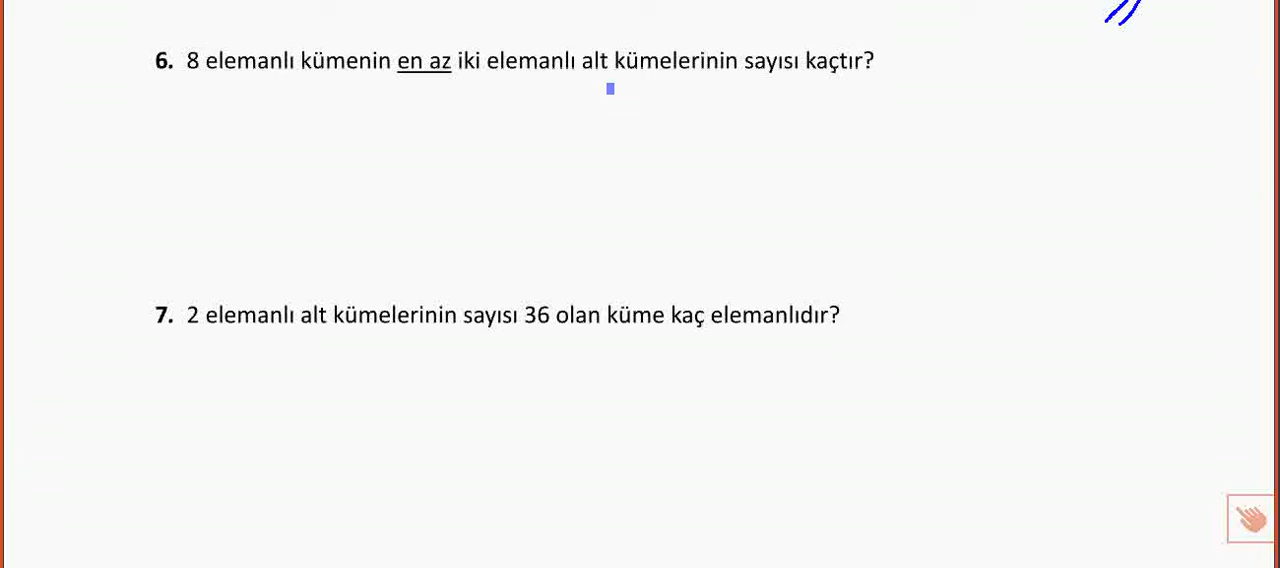 6. 8 elemanlı kümenin en az iki elemanlı alt kümelerinin sayısı kaçtır?
7. 2 elemanlı alt kümelerinin sayısı 36 olan küme kaç elemanlıdır?